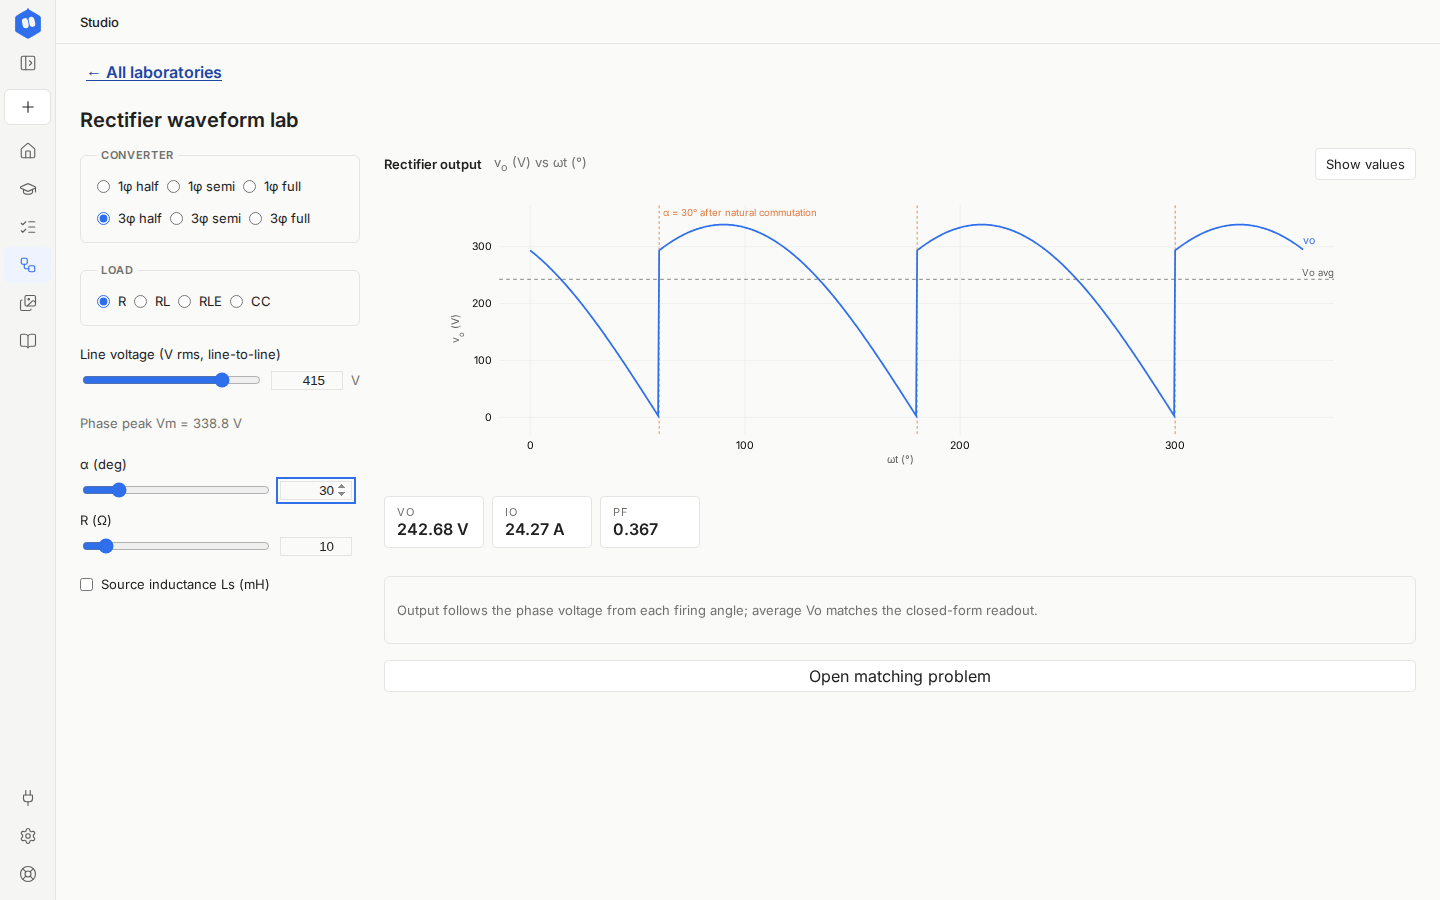 Studio
← All laboratories
Rectifier waveform lab
CONVERTER
1φ half 1φ semi 1φ full
3φ half 3φ semi 3φ full
LOAD
R RL RLE CC
Line voltage (V rms, line-to-line)
415 V
Phase peak Vm = 338.8 V
α (deg)
30
R (Ω)
10
Source inductance Ls (mH)
Rectifier output vo (V) vs ωt (°)
Show values
α = 30° after natural commutation
vo
Vo avg
300
200
100
0
vo (V)
0 100 200 300
ωt (°)
VO
242.68 V
IO
24.27 A
PF
0.367
Output follows the phase voltage from each firing angle; average Vo matches the closed-form readout.
Open matching problem